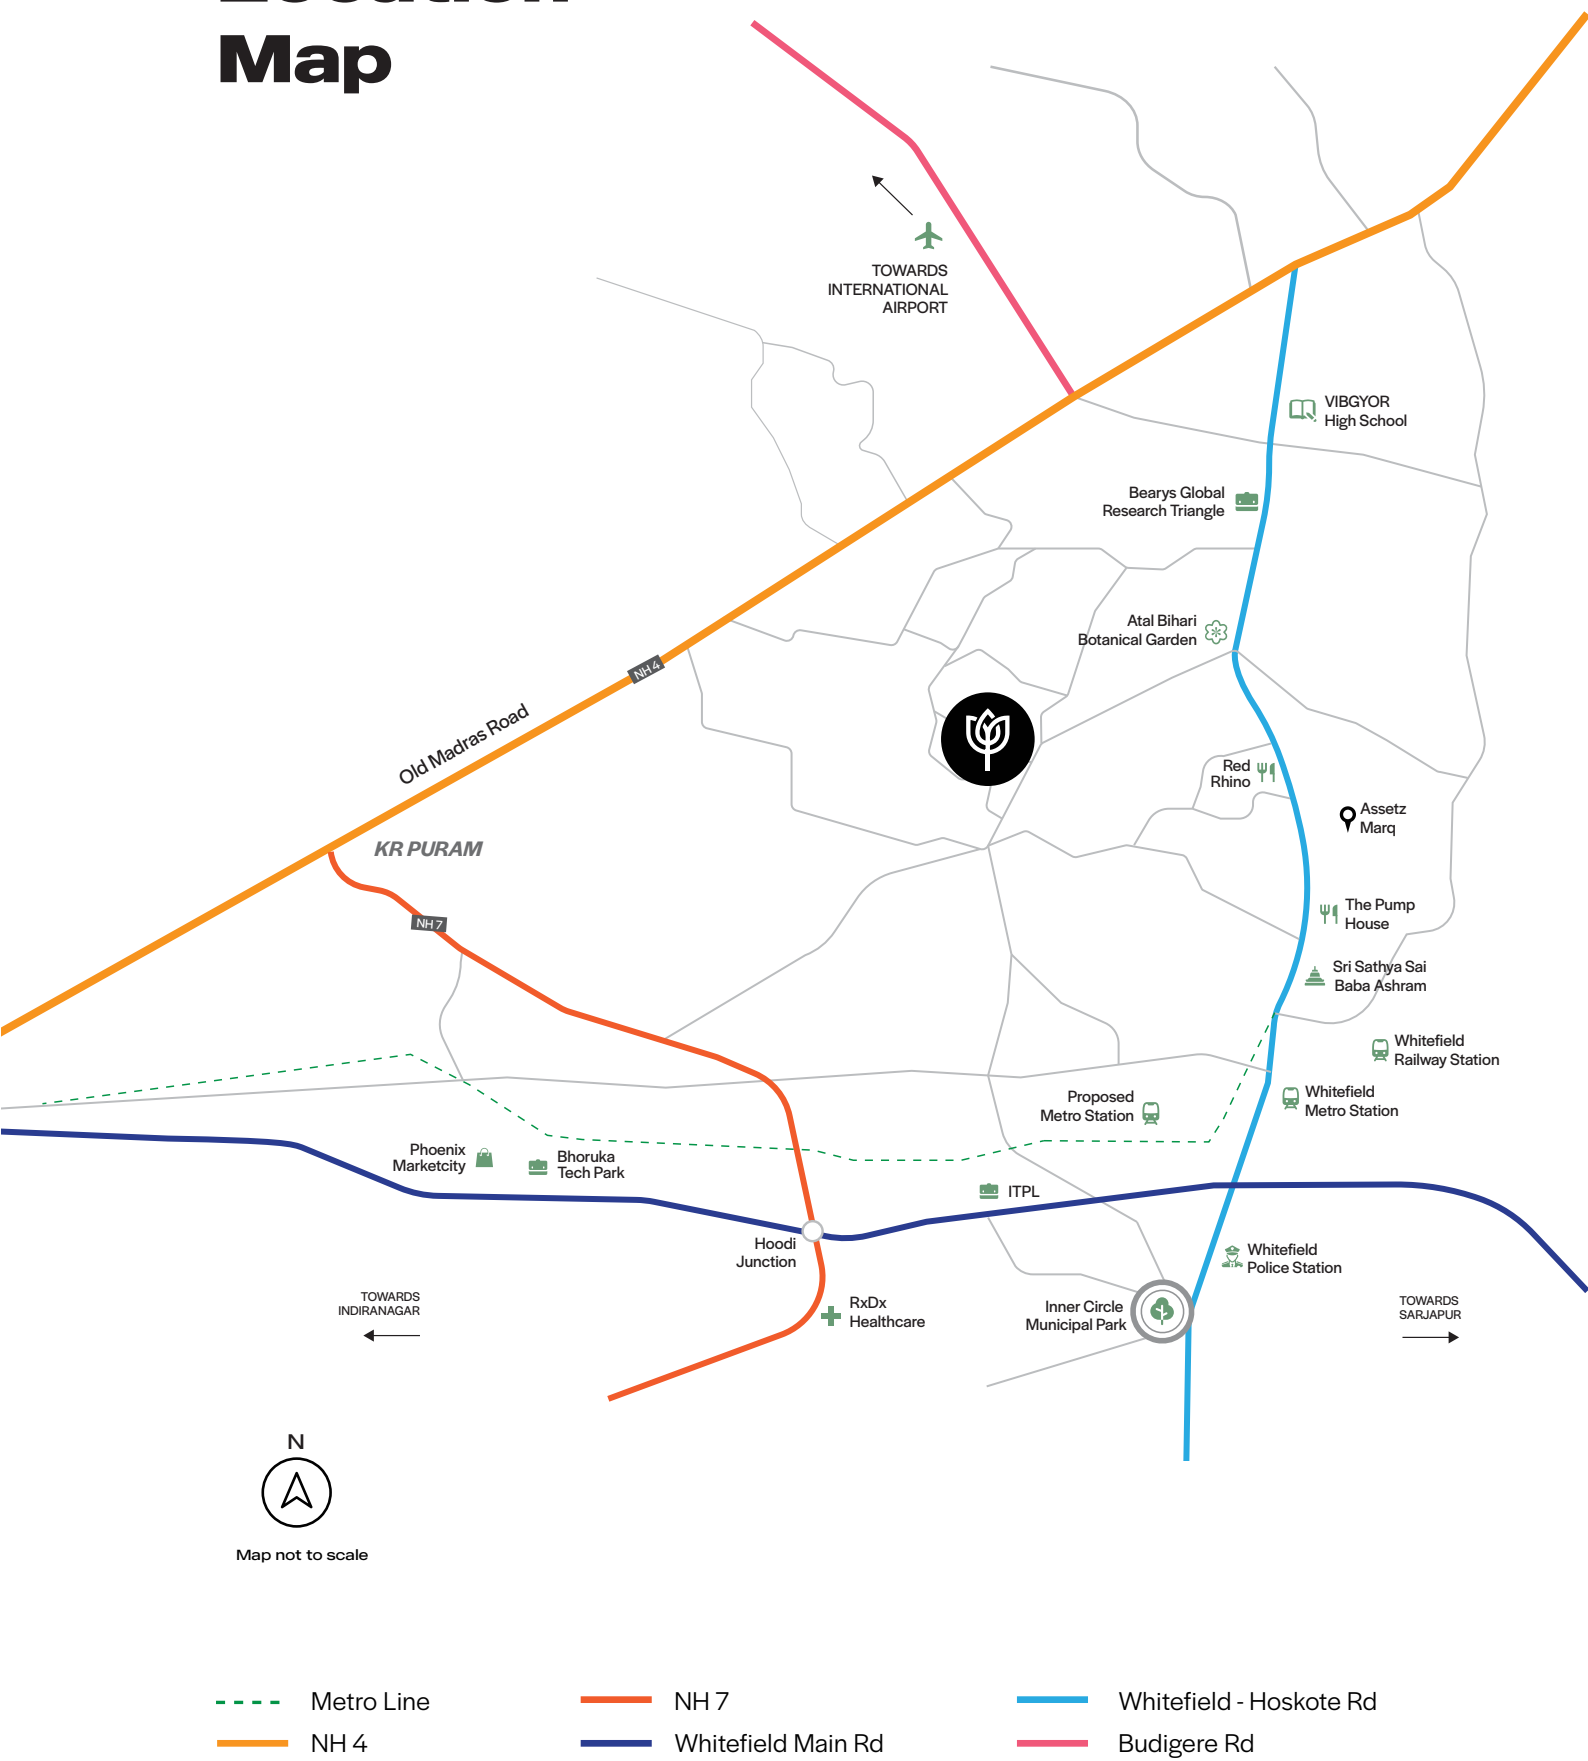 Location
Map
TOWARDS
INTERNATIONAL
AIRPORT
VIBGYOR
High School
Bearys Global
Research Triangle
Atal Bihari
Botanical Garden
NH 4
Old Madras Road
Red
Rhino
Assetz
Marq
KR PURAM
NH 7
The Pump
House
Sri Sathya Sai
Baba Ashram
Whitefield
Railway Station
Whitefield
Metro Station
Proposed
Metro Station
Phoenix
Marketcity
Bhoruka
Tech Park
ITPL
Hoodi
Junction
Whitefield
Police Station
TOWARDS
INDIRANAGAR
RxDx
Healthcare
Inner Circle
Municipal Park
TOWARDS
SARJAPUR
N
Map not to scale
Metro Line
NH 7
Whitefield - Hoskote Rd
NH 4
Whitefield Main Rd
Budigere Rd